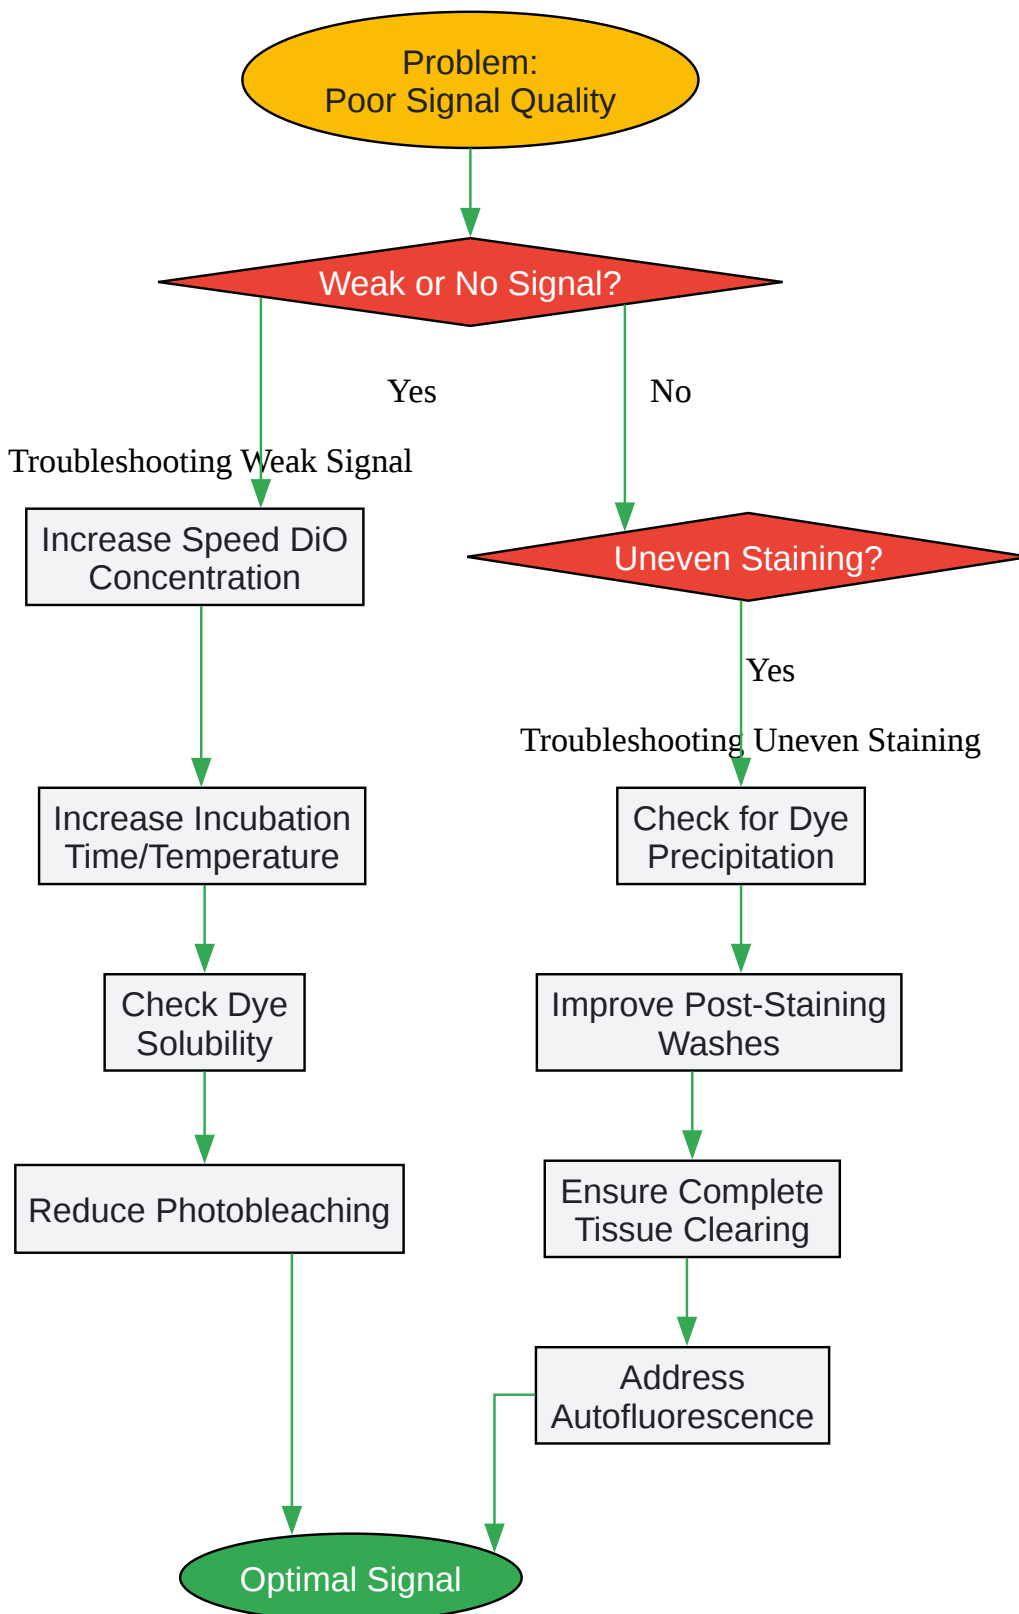 Problem:
Poor Signal Quality
Weak or No Signal?
Yes
No
Troubleshooting Weak Signal
Increase Speed DiO
Concentration
Uneven Staining?
Yes
Troubleshooting Uneven Staining
Increase Incubation
Time/Temperature
Check for Dye
Precipitation
Check Dye
Solubility
Improve Post-Staining
Washes
Reduce Photobleaching
Ensure Complete
Tissue Clearing
Address
Autofluorescence
Optimal Signal